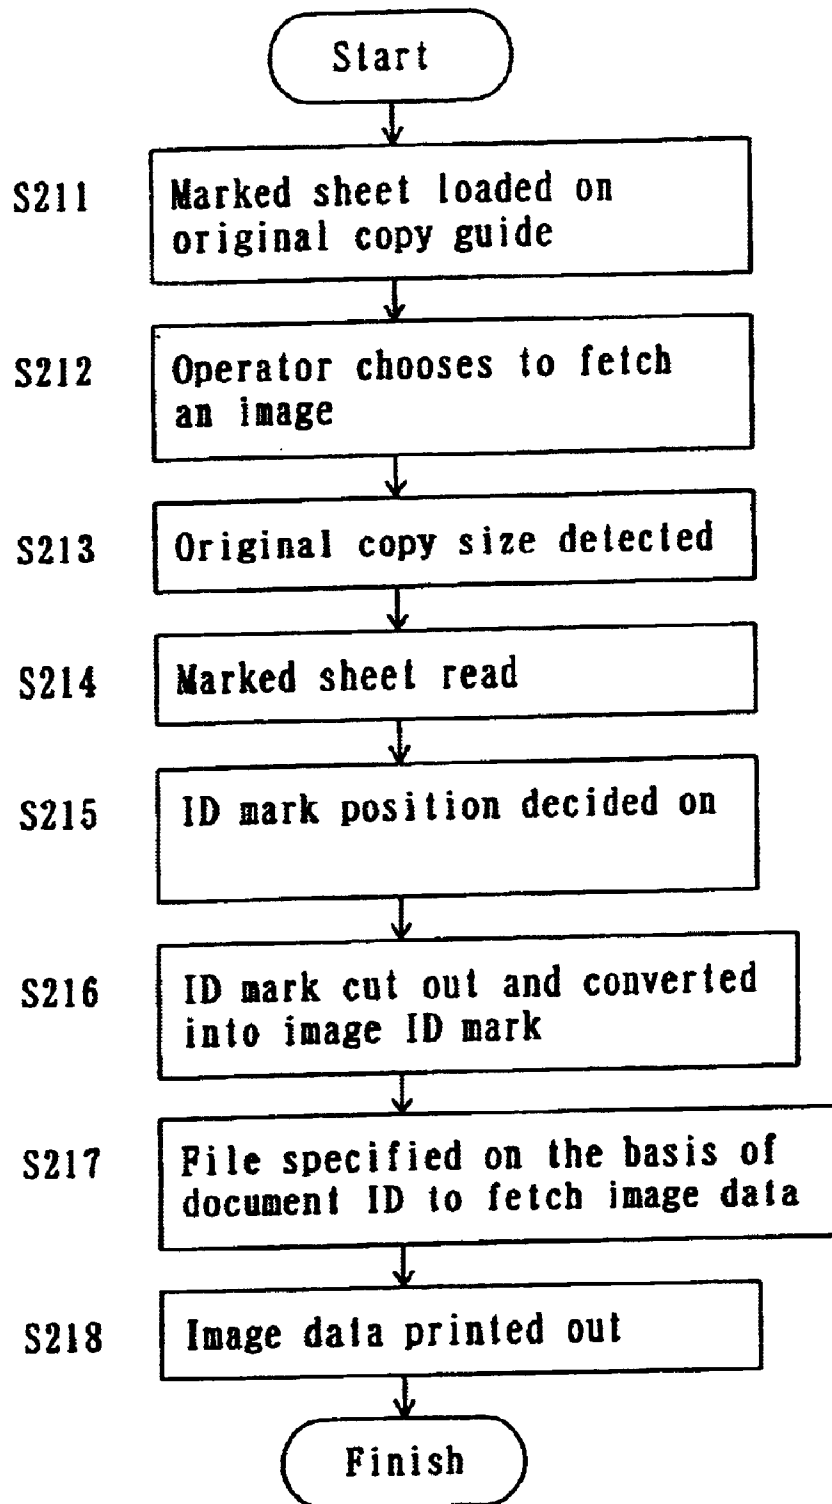 Start
S211
Marked sheet loaded on
original copy guide
S212
Operator chooses to fetch
an image
S213
Original copy size detected
S214
Marked sheet read
S215
ID mark position decided on
S216
ID mark cut out and converted
into image ID mark
S217
File specified on the basis of
document ID to fetch image data
S218
Image data printed out
Finish